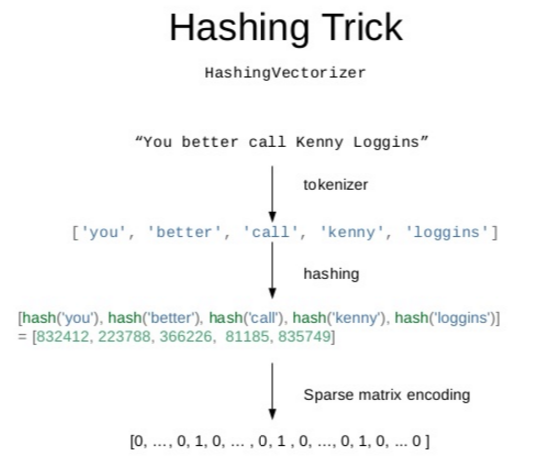 Hashing Trick
HashingVectorizer
“You better call Kenny Loggins”
tokenizer
['you', 'better', 'call', 'kenny', 'loggins']
hashing
[hash('you'), hash('better'), hash('call'), hash('kenny'), hash('loggins')]
= [832412, 223788, 366226,  81185, 835749]
Sparse matrix encoding
[0, …, 0, 1, 0, … , 0, 1 , 0, …, 0, 1, 0, ... 0 ]